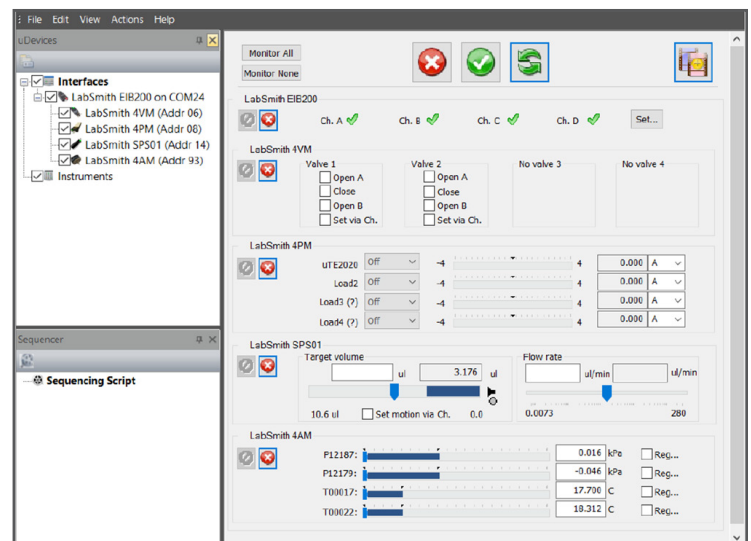 File Edit View Actions Help
uDevices
Interfaces
LabSmith EIB200 on COM24
LabSmith 4VM (Addr 06)
LabSmith 4PM (Addr 08)
LabSmith SPS01 (Addr 14)
LabSmith 4AM (Addr 93)
Instruments
Sequencer
Sequencing Script
Monitor All
Monitor None
LabSmith EIB200
Ch. A Ch. B Ch. C Ch. D Set...
LabSmith 4VM
Valve 1 Valve 2 No valve 3 No valve 4
Open A Open A
Close Close
Open B Open B
Set via Ch. Set via Ch.
LabSmith 4PM
uTE2020 Off -4 4 0.000 A
Load2 Off -4 4 0.000 A
Load3 (?) Off -4 4 0.000 A
Load4 (?) Off -4 4 0.000 A
LabSmith SPS01
Target volume Flow rate
ul 3.176 ul ul/min ul/min
10.6 ul Set motion via Ch. 0.0 0.0073 280
LabSmith 4AM
P12187: 0.016 kPa Reg...
P12179: -0.046 kPa Reg...
T00017: 17.700 C Reg...
T00022: 18.312 C Reg...